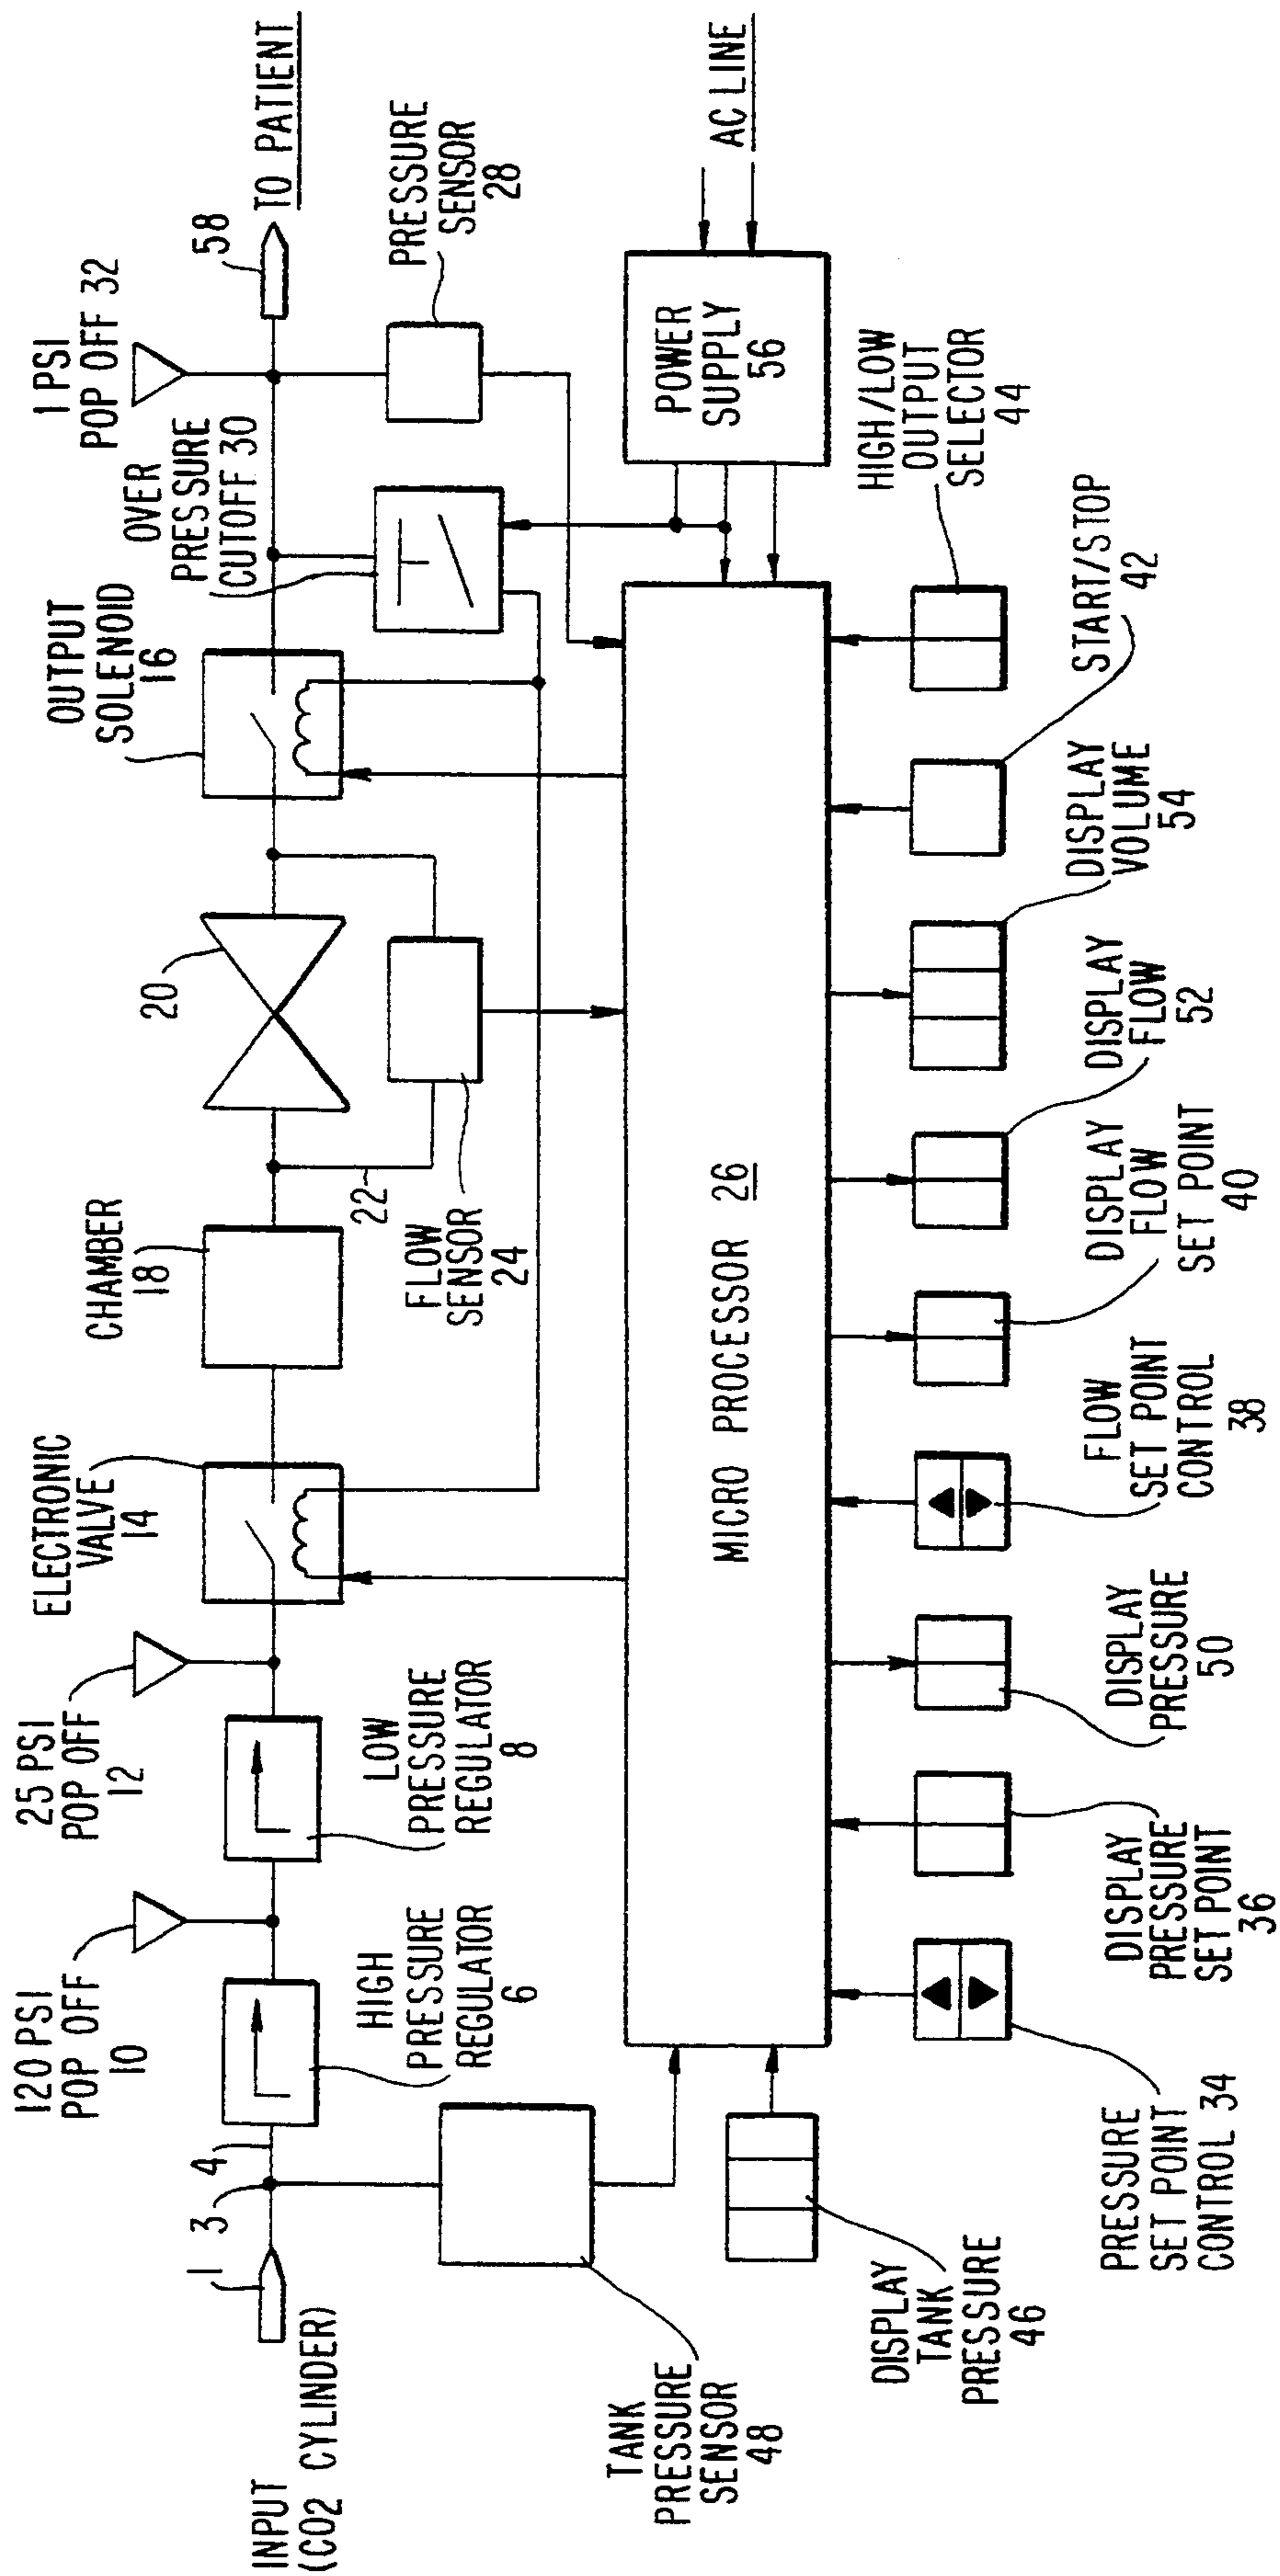 120 PSI
POP OFF
10
25 PSI
POP OFF
12
ELECTRONIC
VALVE
14
CHAMBER
18
20
OUTPUT
SOLENOID
16
OVER
PRESSURE
CUTOFF 30
1 PSI
POP OFF 32
58
TO PATIENT
INPUT
(CO2 CYLINDER)
1
3
4
HIGH
PRESSURE
REGULATOR
6
LOW
PRESSURE
REGULATOR
8
22
FLOW
SENSOR
24
PRESSURE
SENSOR
28
TANK
PRESSURE
SENSOR
48
MICRO PROCESSOR 26
POWER
SUPPLY
56
AC LINE
DISPLAY
TANK
PRESSURE
46
PRESSURE
SET POINT
CONTROL 34
DISPLAY
PRESSURE
SET POINT
36
DISPLAY
PRESSURE
50
FLOW
SET POINT
CONTROL
38
DISPLAY
FLOW
SET POINT
40
DISPLAY
FLOW
52
DISPLAY
VOLUME
54
START/STOP
42
HIGH/LOW
OUTPUT
SELECTOR
44